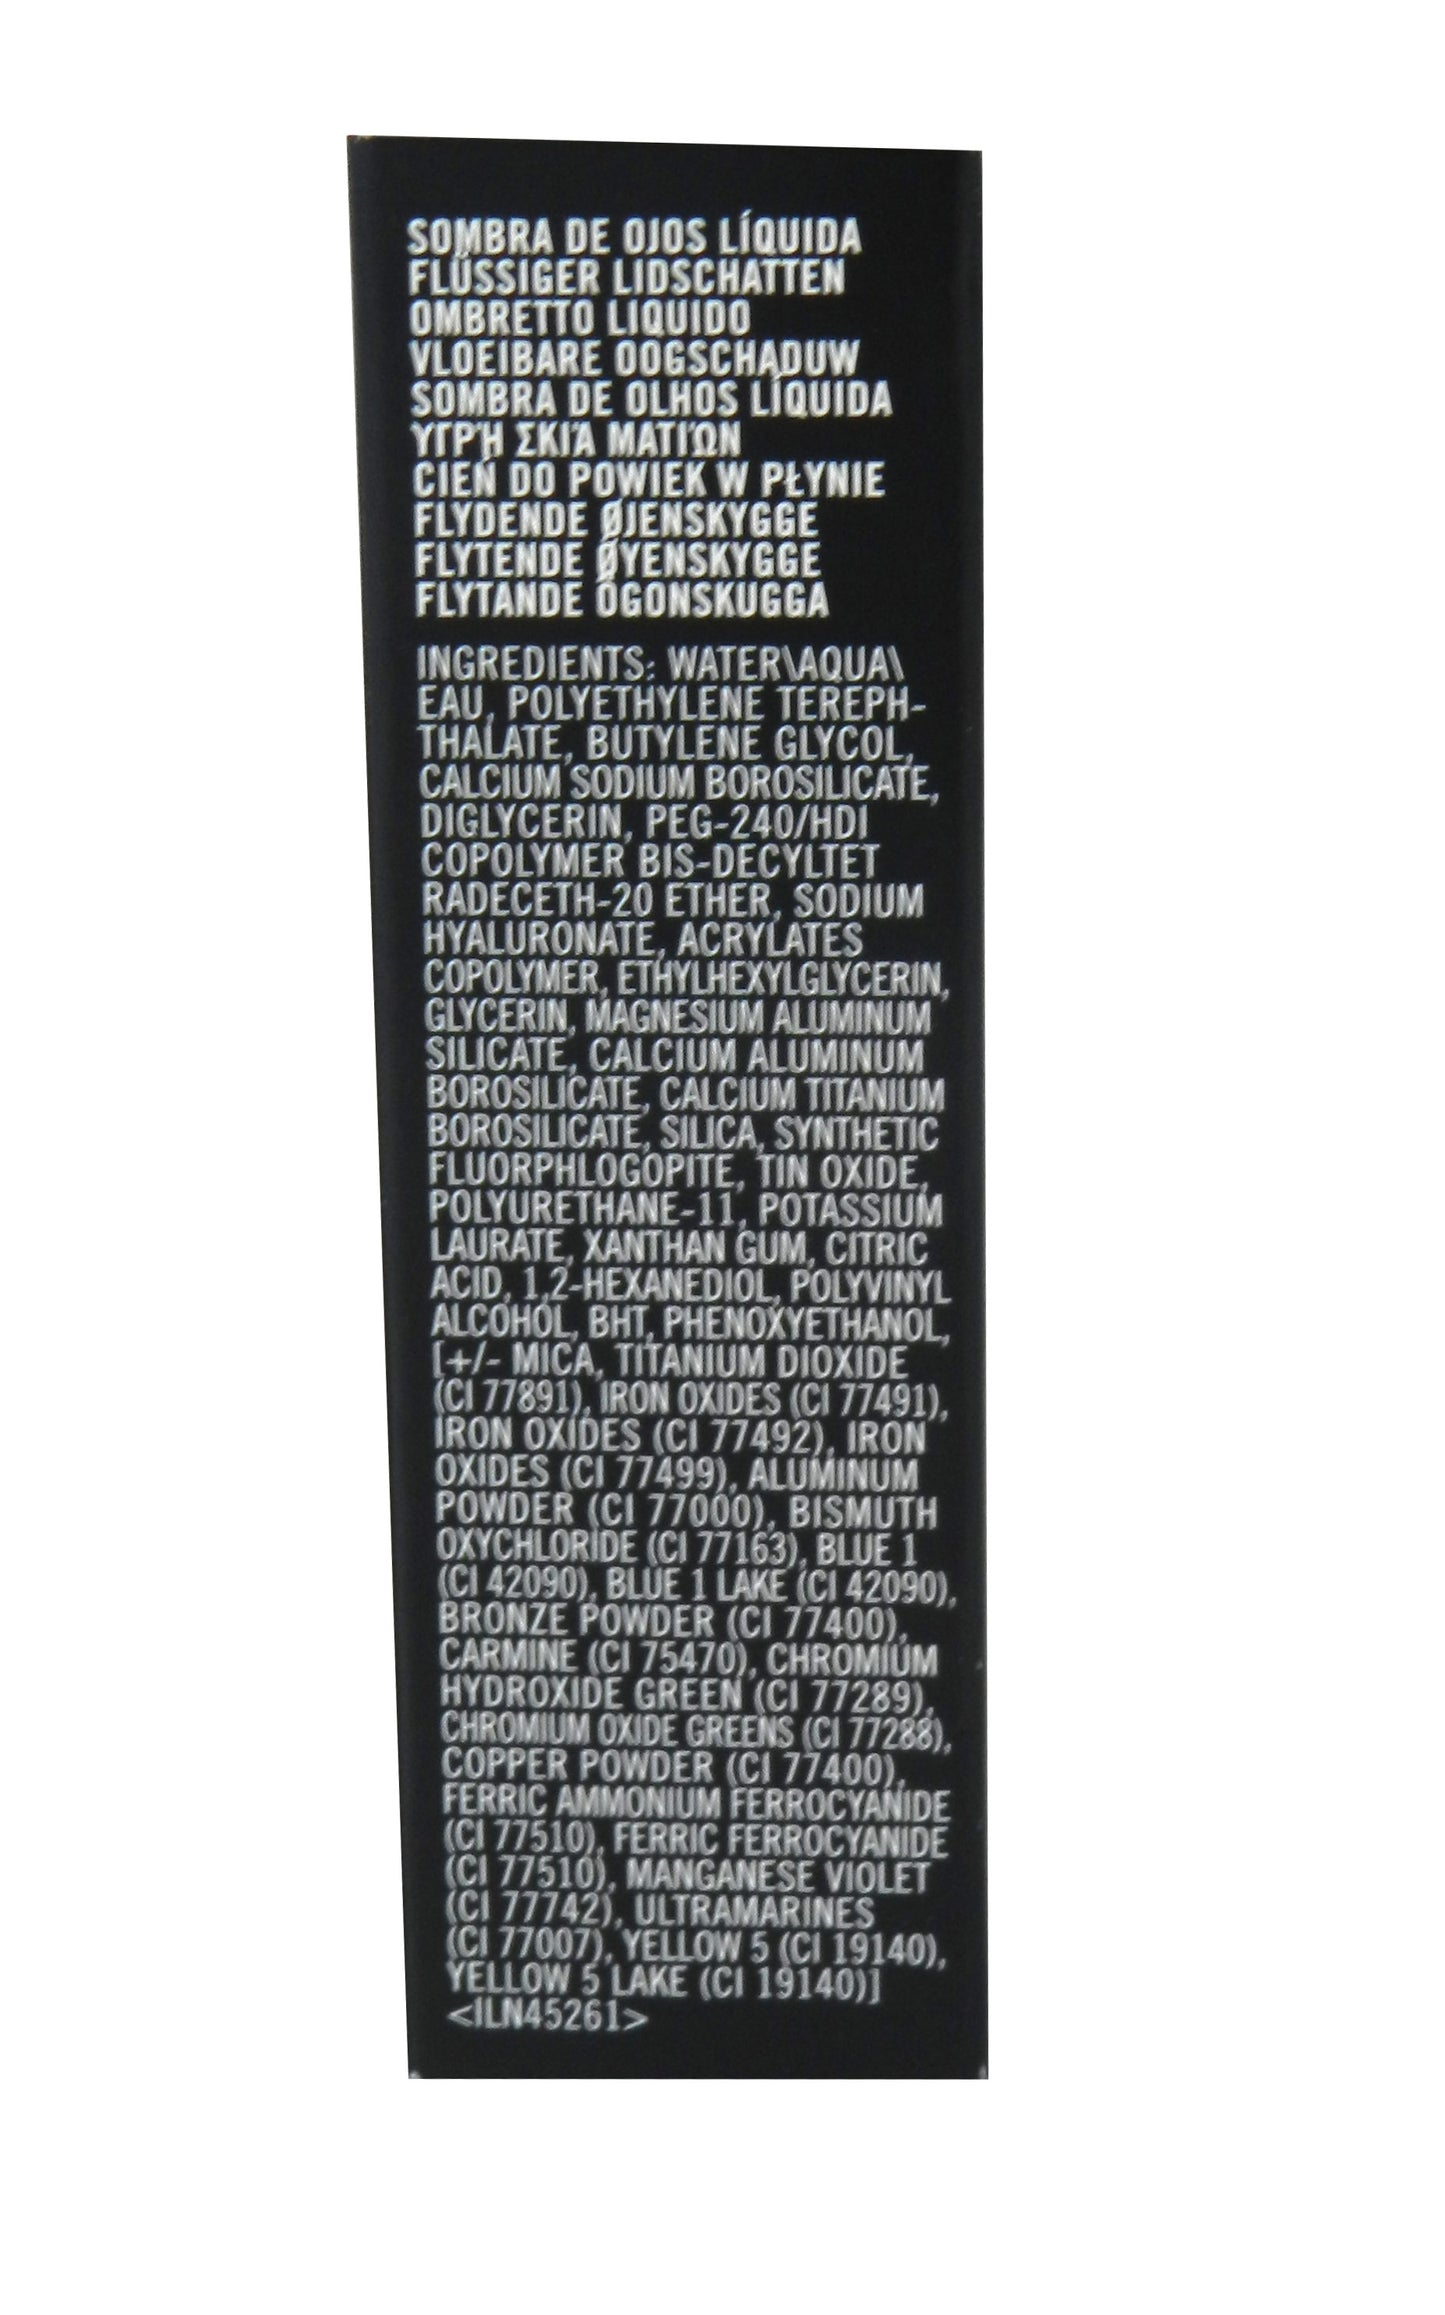 SOMBRA DE OJOS LÍQUIDA
FLÜSSIGER LIDSCHATTEN
OMBRETTO LIQUIDO
VLOEIBARE OOGSCHADUW
SOMBRA DE OLHOS LÍQUIDA
ΥΓΡΉ ΣΚΙΆ ΜΑΤΙΏΝ
CIEŃ DO POWIEK W PŁYNIE
FLYDENDE ØJENSKYGGE
FLYTENDE ØYENSKYGGE
FLYTANDE ÖGONSKUGGA
INGREDIENTS: WATER\AQUA\
EAU, POLYETHYLENE TEREPH-
THALATE, BUTYLENE GLYCOL,
CALCIUM SODIUM BOROSILICATE,
DIGLYCERIN, PEG-240/HDI
COPOLYMER BIS-DECYLTET
RADECETH-20 ETHER, SODIUM
HYALURONATE, ACRYLATES
COPOLYMER, ETHYLHEXYLGLYCERIN,
GLYCERIN, MAGNESIUM ALUMINUM
SILICATE, CALCIUM ALUMINUM
BOROSILICATE, CALCIUM TITANIUM
BOROSILICATE, SILICA, SYNTHETIC
FLUORPHLOGOPITE, TIN OXIDE,
POLYURETHANE-11, POTASSIUM
LAURATE, XANTHAN GUM, CITRIC
ACID, 1,2-HEXANEDIOL, POLYVINYL
ALCOHOL, BHT, PHENOXYETHANOL,
[+/- MICA, TITANIUM DIOXIDE
(CI 77891), IRON OXIDES (CI 77491),
IRON OXIDES (CI 77492), IRON
OXIDES (CI 77499), ALUMINUM
POWDER (CI 77000), BISMUTH
OXYCHLORIDE (CI 77163), BLUE 1
(CI 42090), BLUE 1 LAKE (CI 42090),
BRONZE POWDER (CI 77400),
CARMINE (CI 75470), CHROMIUM
HYDROXIDE GREEN (CI 77289),
CHROMIUM OXIDE GREENS (CI 77288),
COPPER POWDER (CI 77400),
FERRIC AMMONIUM FERROCYANIDE
(CI 77510), FERRIC FERROCYANIDE
(CI 77510), MANGANESE VIOLET
(CI 77742), ULTRAMARINES
(CI 77007), YELLOW 5 (CI 19140),
YELLOW 5 LAKE (CI 19140)]
<ILN45261>